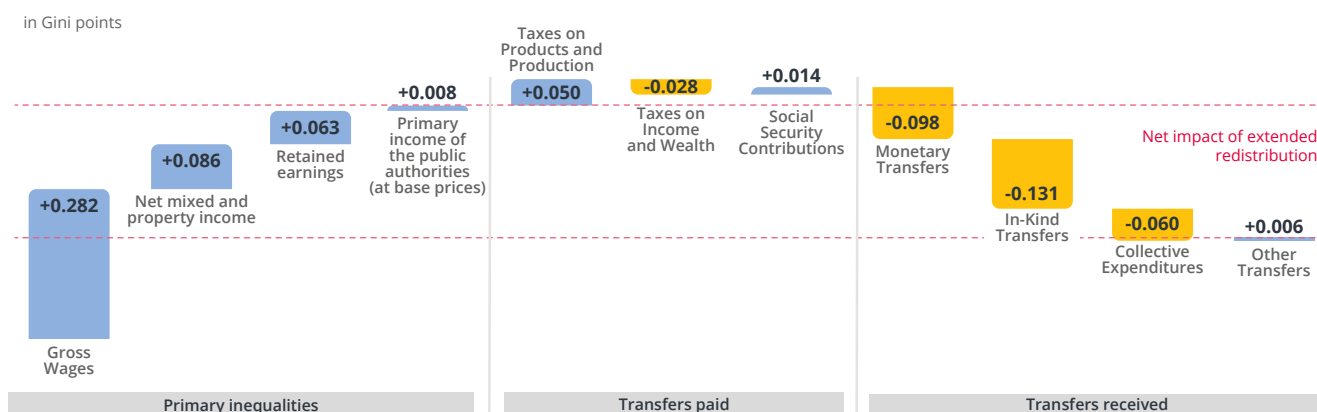 in Gini points
+0.282
Gross
Wages
+0.086
Net mixed and
property income
+0.063
Retained
earnings
+0.008
Primary
income of
the public
authorities
(at base prices)
Primary inequalities
Taxes on
Products and
Production
+0.050
-0.028
Taxes on
Income
and Wealth
+0.014
Social
Security
Contributions
Transfers paid
-0.098
Monetary
Transfers
-0.131
In-Kind
Transfers
-0.060
Collective
Expenditures
Net impact of extended
redistribution
+0.006
Other
Transfers
Transfers received